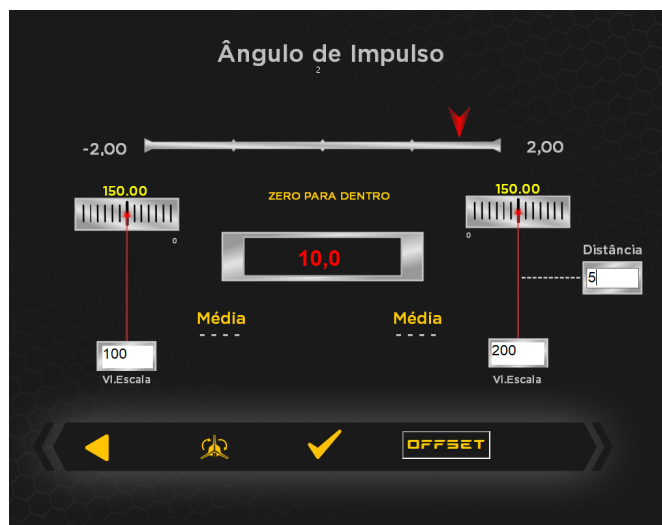 Ângulo de Impulso
2
-2,00
2,00
150.00
ZERO PARA DENTRO
150.00
0
0
10,0
Distância
5
Média
Média
----
----
100
200
Vl.Escala
Vl.Escala
OFFSET